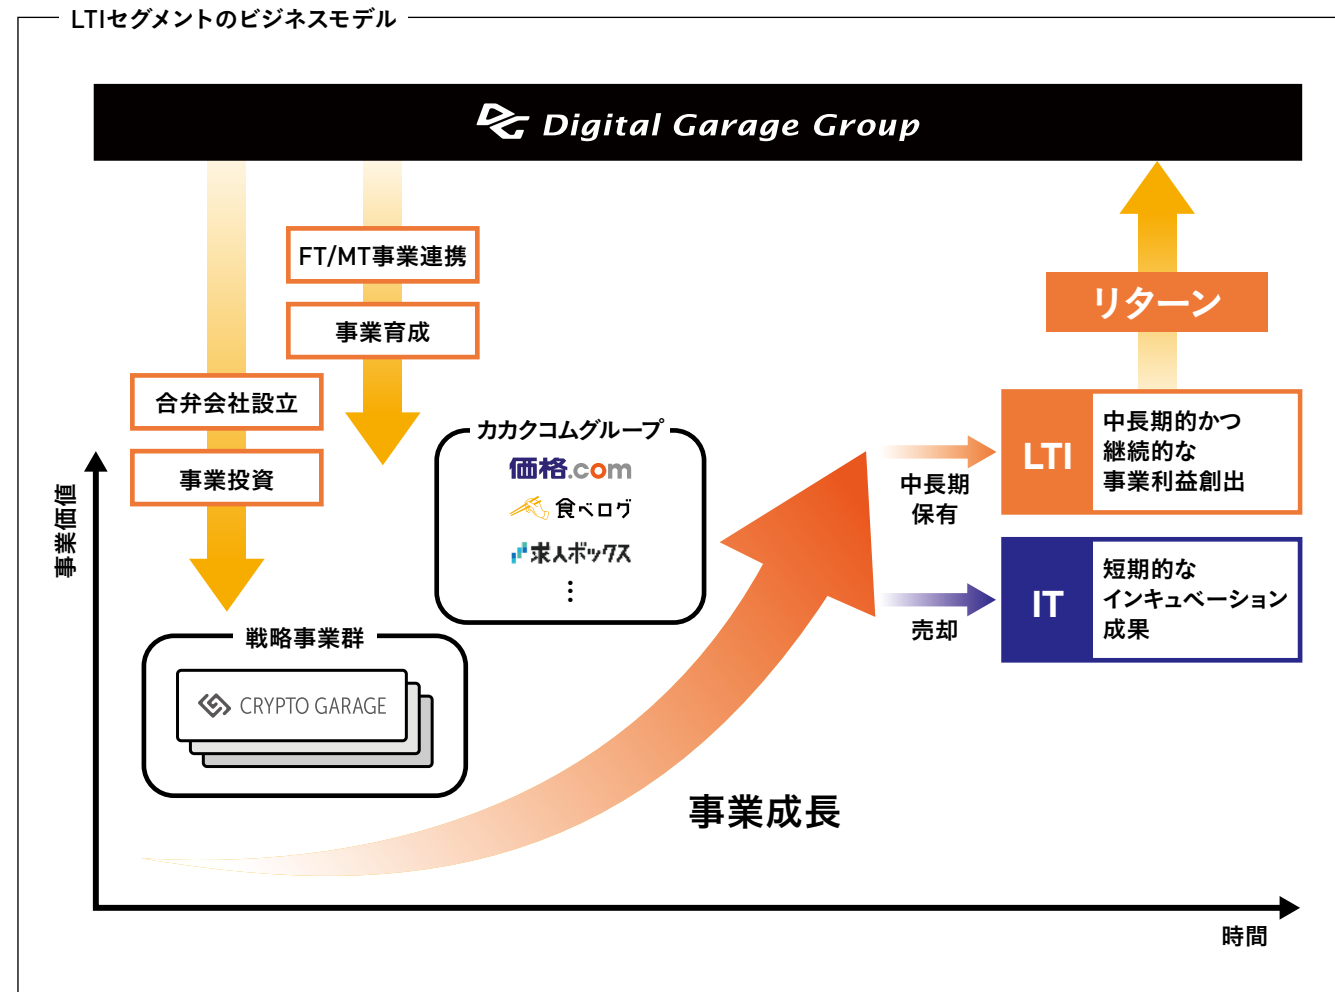 LTIセグメントのビジネスモデル
DG Digital Garage Group
FT/MT事業連携
事業育成
合弁会社設立
事業投資
リターン
カカクコムグループ
価格.com
食べログ
求人ボックス
⋮
戦略事業群
CRYPTO GARAGE
中長期
保有
売却
LTI
中長期的かつ
継続的な
事業利益創出
IT
短期的な
インキュベーション
成果
事業成長
事業価値
時間